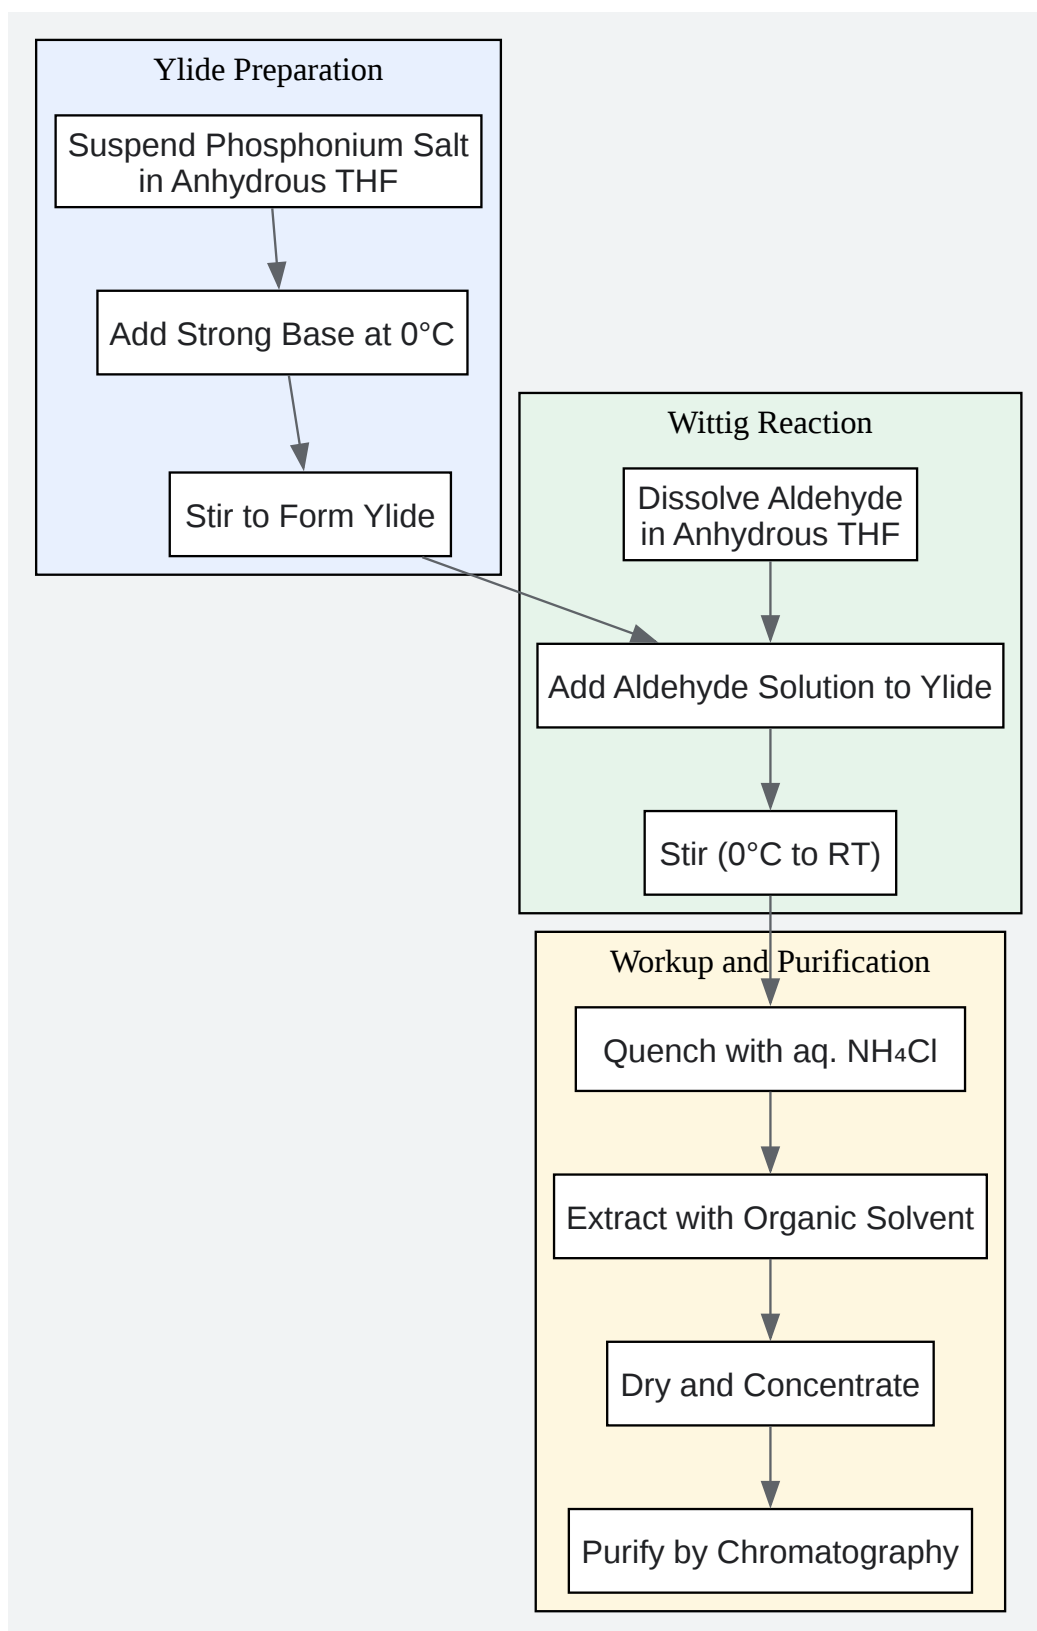 Ylide Preparation
Suspend Phosphonium Salt
in Anhydrous THF
Add Strong Base at 0°C
Stir to Form Ylide
Wittig Reaction
Dissolve Aldehyde
in Anhydrous THF
Add Aldehyde Solution to Ylide
Stir (0°C to RT)
Workup and Purification
Quench with aq. NH₄Cl
Extract with Organic Solvent
Dry and Concentrate
Purify by Chromatography